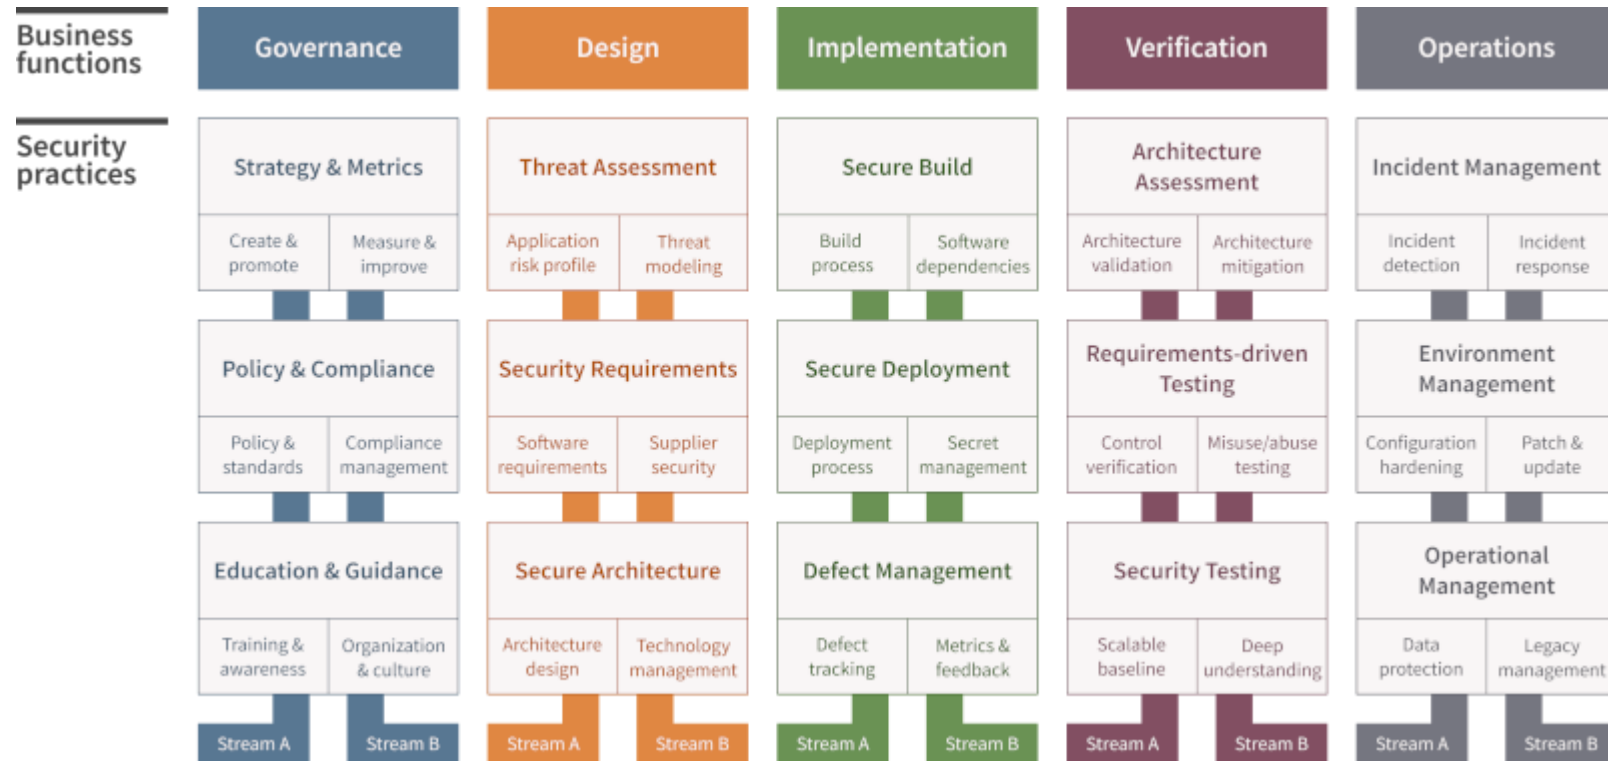 Business
functions
Governance
Design
Implementation
Verification
Operations
Security
practices
Strategy & Metrics
Threat Assessment
Secure Build
Architecture
Assessment
Incident Management
Create &
promote
Measure &
improve
Application
risk profile
Threat
modeling
Build
process
Software
dependencies
Architecture
validation
Architecture
mitigation
Incident
detection
Incident
response
Policy & Compliance
Security Requirements
Secure Deployment
Requirements-driven
Testing
Environment
Management
Policy &
standards
Compliance
management
Software
requirements
Supplier
security
Deployment
process
Secret
management
Control
verification
Misuse/abuse
testing
Configuration
hardening
Patch &
update
Education & Guidance
Secure Architecture
Defect Management
Security Testing
Operational
Management
Training &
awareness
Organization
& culture
Architecture
design
Technology
management
Defect
tracking
Metrics &
feedback
Scalable
baseline
Deep
understanding
Data
protection
Legacy
management
Stream A
Stream B
Stream A
Stream B
Stream A
Stream B
Stream A
Stream B
Stream A
Stream B